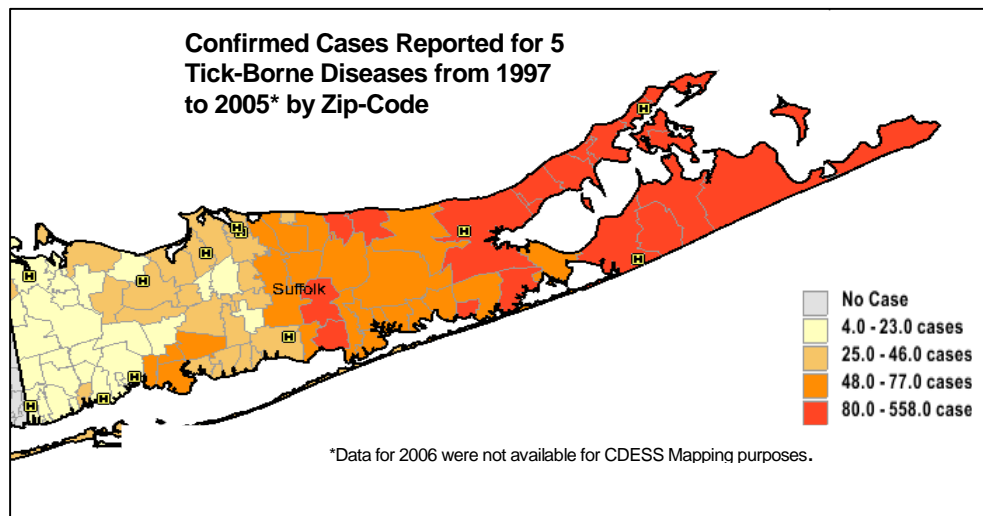 Confirmed Cases Reported for 5
Tick-Borne Diseases from 1997
to 2005* by Zip-Code
H
H
H
H
H
H
Suffolk
H
H
H
H
H
H
No Case
4.0 - 23.0 cases
25.0 - 46.0 cases
48.0 - 77.0 cases
80.0 - 558.0 case
*Data for 2006 were not available for CDESS Mapping purposes.